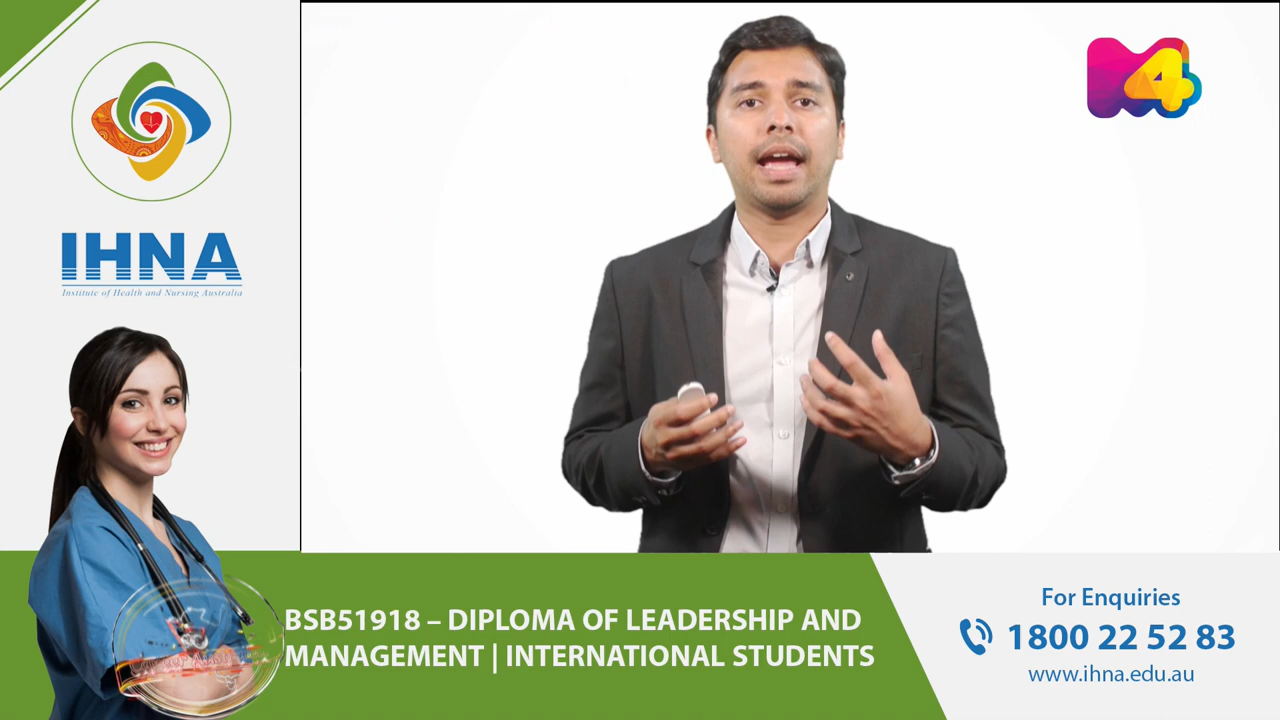 IHNA
Institute of Health and Nursing Australia
M4
BSB51918 – DIPLOMA OF LEADERSHIP AND
MANAGEMENT | INTERNATIONAL STUDENTS
For Enquiries
1800 22 52 83
www.ihna.edu.au